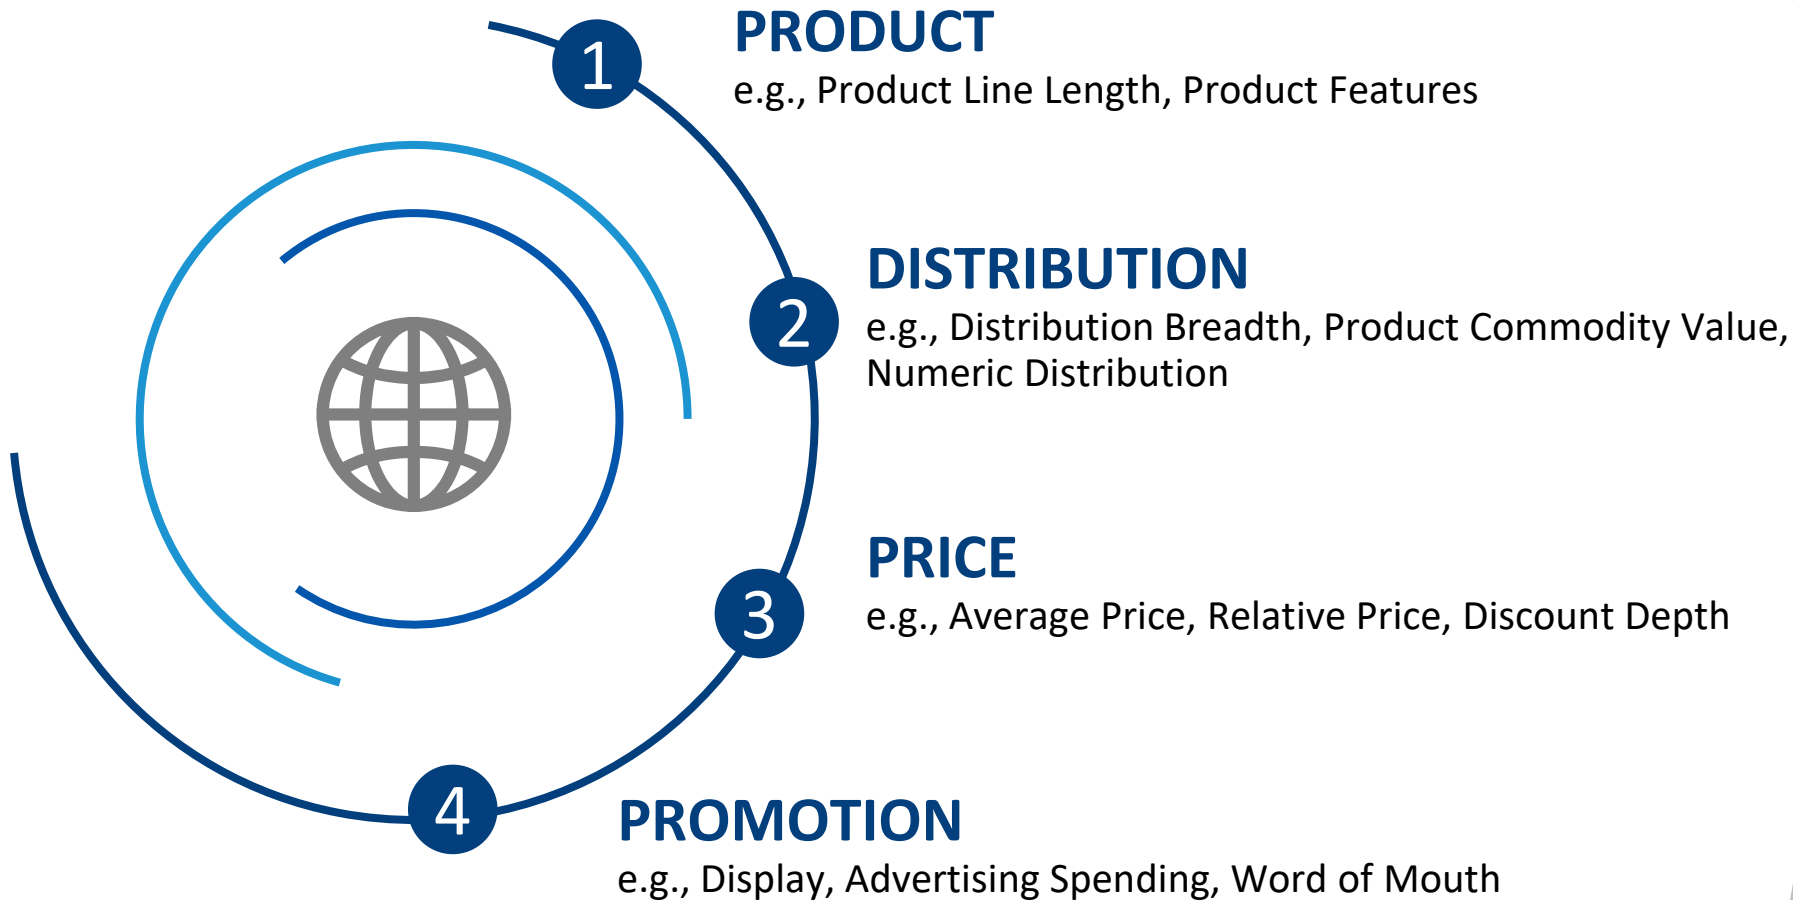 1
PRODUCT
e.g., Product Line Length, Product Features
2
DISTRIBUTION
e.g., Distribution Breadth, Product Commodity Value,
Numeric Distribution
3
PRICE
e.g., Average Price, Relative Price, Discount Depth
4
PROMOTION
e.g., Display, Advertising Spending, Word of Mouth